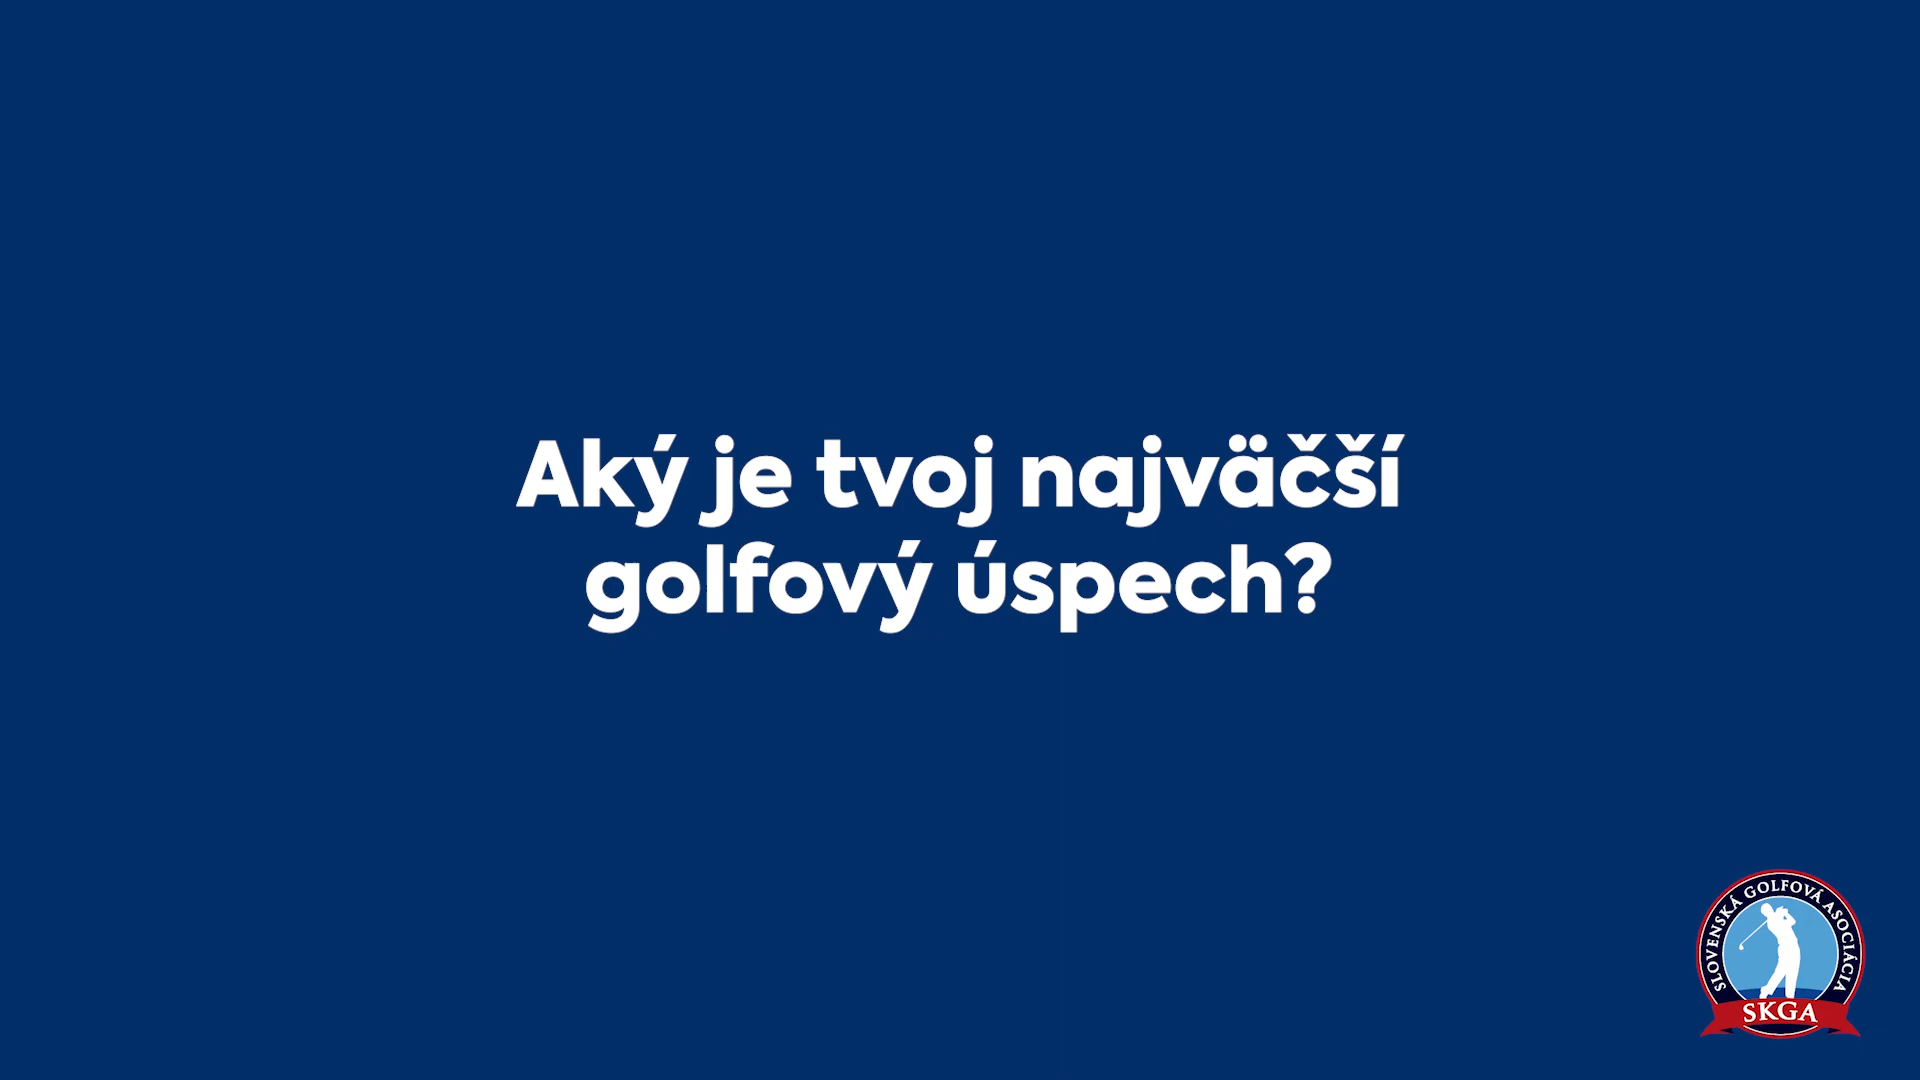 Aký je tvoj najväčší
golfový úspech?
SLOVENSKÁ GOLFOVÁ ASOCIÁCIA
SKGA